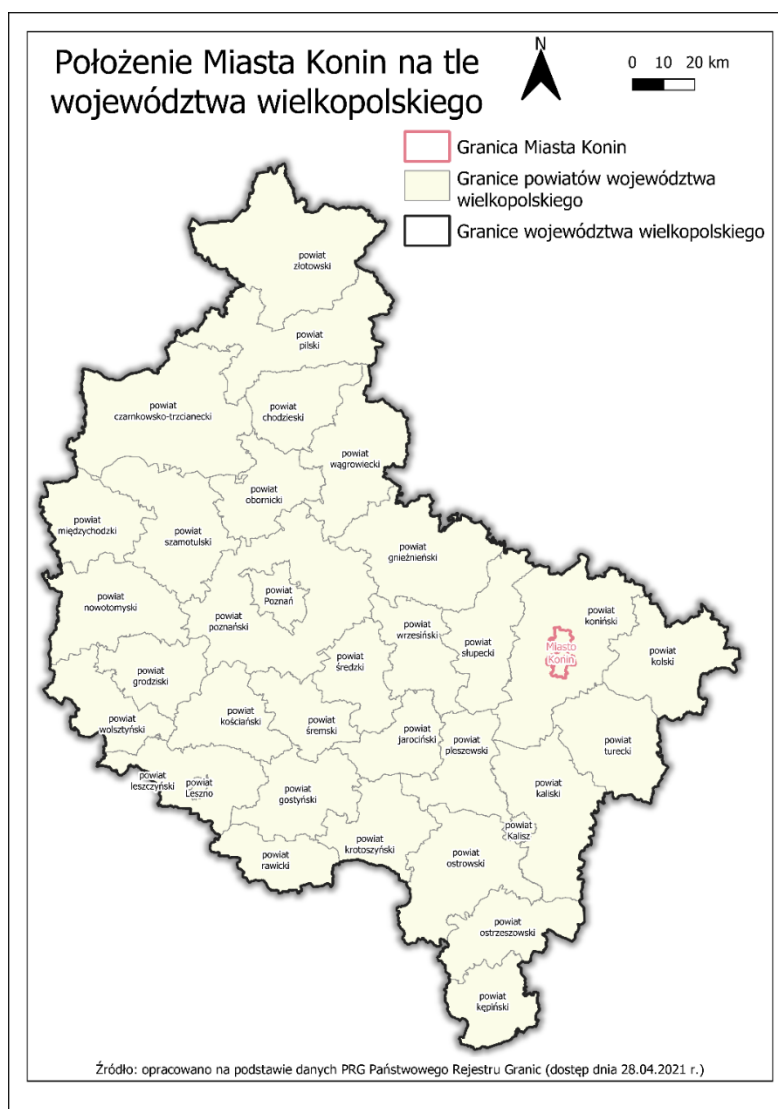 Położenie Miasta Konin na tle
województwa wielkopolskiego
N
0 10 20 km
Granica Miasta Konin
Granice powiatów województwa
wielkopolskiego
Granice województwa wielkopolskiego
powiat
złotowski
powiat
pilski
powiat
czarnkowsko-trzcianecki
powiat
chodzieski
powiat
wągrowiecki
powiat
obornicki
powiat
międzychodzki
powiat
szamotulski
powiat
gnieźnieński
powiat
nowotomyski
powiat
Poznań
powiat
poznański
powiat
wrzesiński
powiat
słupecki
powiat
koniński
Miasto
Konin
powiat
kolski
powiat
średzki
powiat
grodziski
powiat
wolsztyński
powiat
kościański
powiat
śremski
powiat
jarociński
powiat
pleszewski
powiat
turecki
powiat
leszczyński
powiat
Leszno
powiat
gostyński
powiat
kaliski
powiat
Kalisz
powiat
rawicki
powiat
krotoszyński
powiat
ostrowski
powiat
ostrzeszowski
powiat
kępiński
Źródło: opracowano na podstawie danych PRG Państwowego Rejestru Granic (dostęp dnia 28.04.2021 r.)